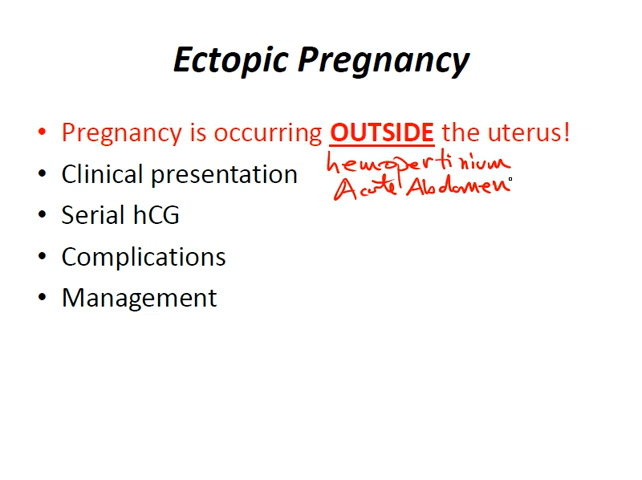 Ectopic Pregnancy
• Pregnancy is occurring OUTSIDE the uterus!
hemopertinium
• Clinical presentation
Acute Abdomen
• Serial hCG
• Complications
• Management